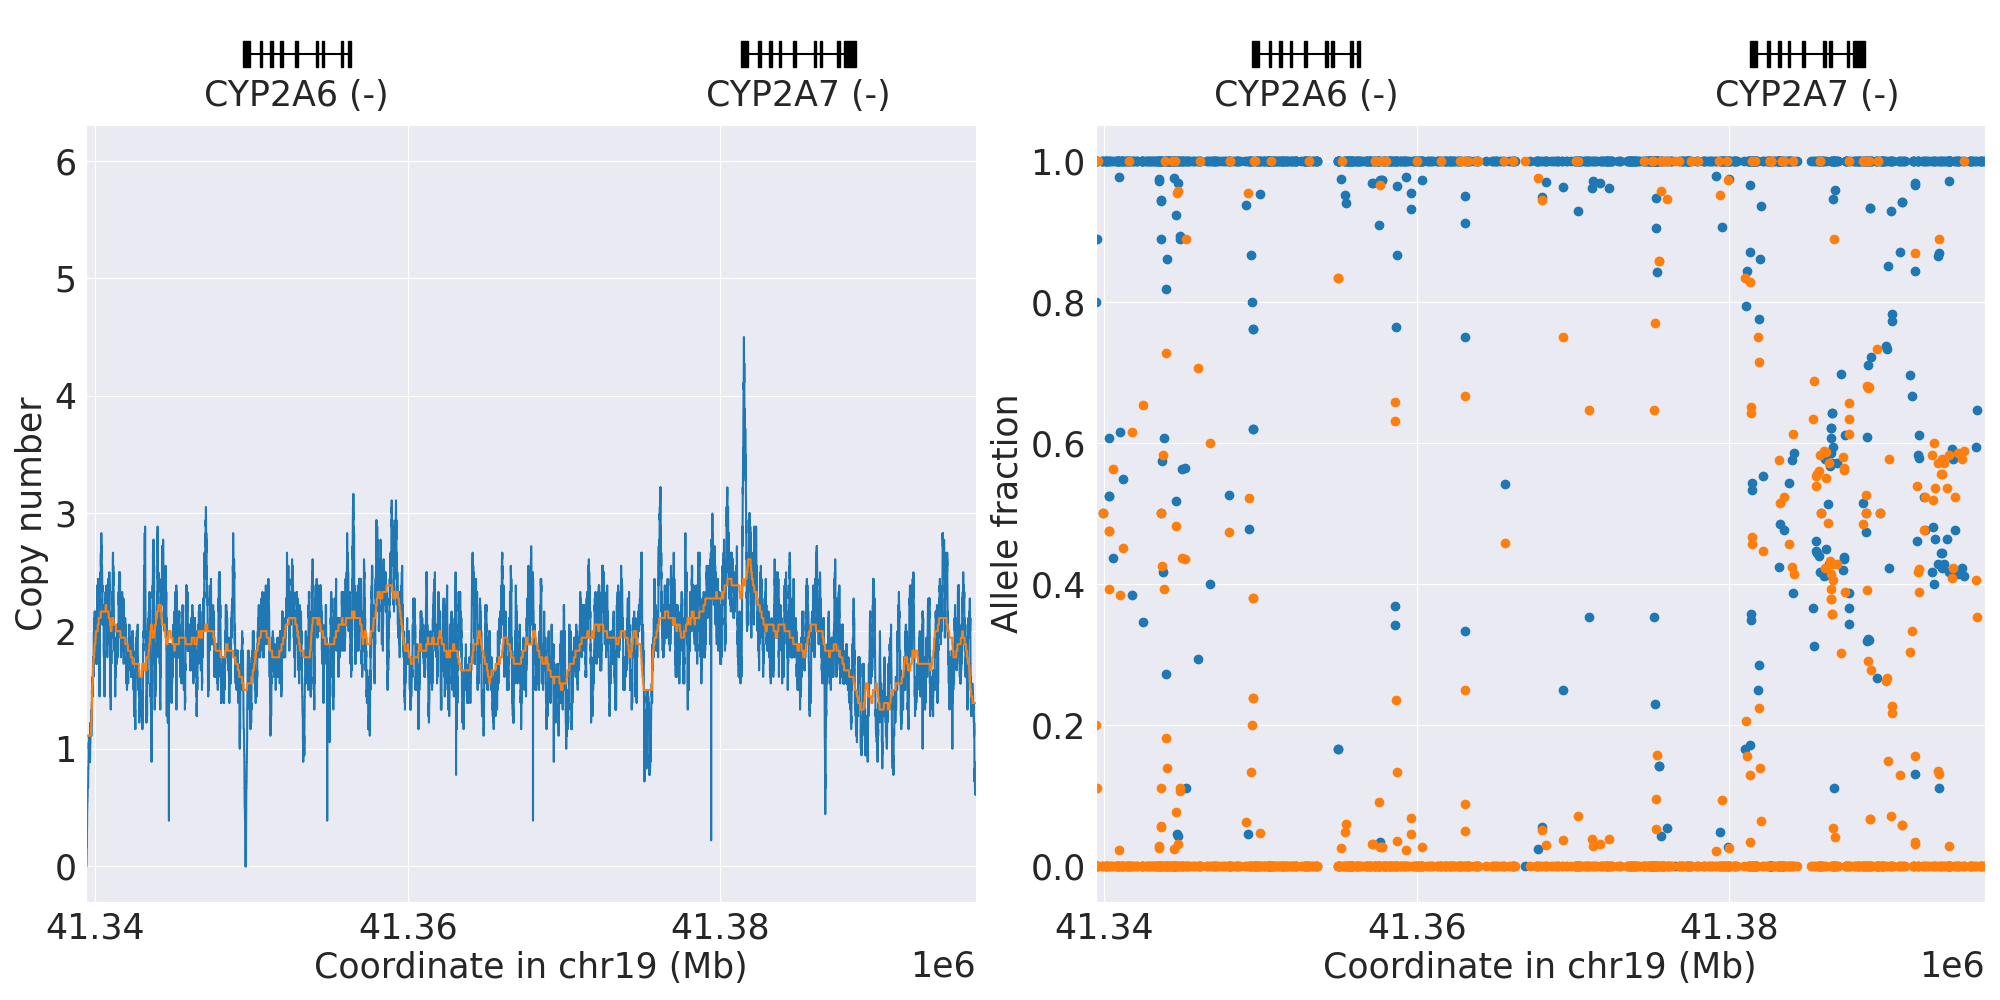 CYP2A6 (-)
CYP2A7 (-)
Copy number
6
5
4
3
2
1
0
41.34
41.36
41.38
Coordinate in chr19 (Mb)
1e6
CYP2A6 (-)
CYP2A7 (-)
Allele fraction
1.0
0.8
0.6
0.4
0.2
0.0
41.34
41.36
41.38
Coordinate in chr19 (Mb)
1e6